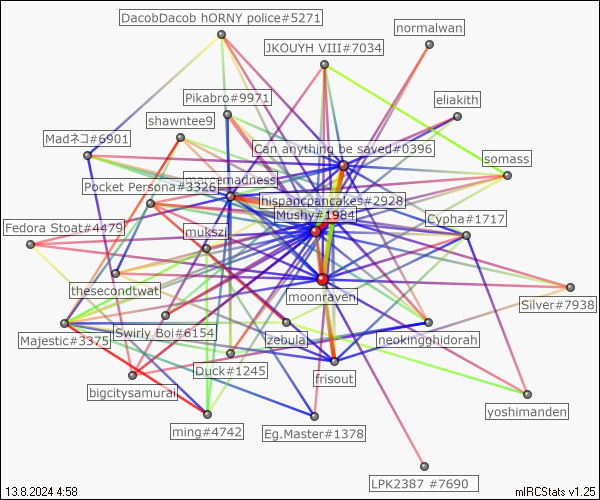 DacobDacob hORNY police#5271
normalwan
JKOUYH VIII#7034
Pikabro#9971
eliakith
shawntee9
Madネコ#6901
Can anything be saved#0396
somass
marcemadness
Pocket Persona#3326
hispancpancakes#2928
Mushy#1984
Cypha#1717
Fedora Stoat#4479
mukszi
thesecondtwat
moonraven
Silver#7938
Majestic#3375
Swirly Boi#6154
zebular
neokingghidorah
Duck#1245
frisout
bigcitysamurai
yoshimanden
ming#4742
Eg.Master#1378
LPK2387 #7690
13.8.2024 4:58
mIRCStats v1.25